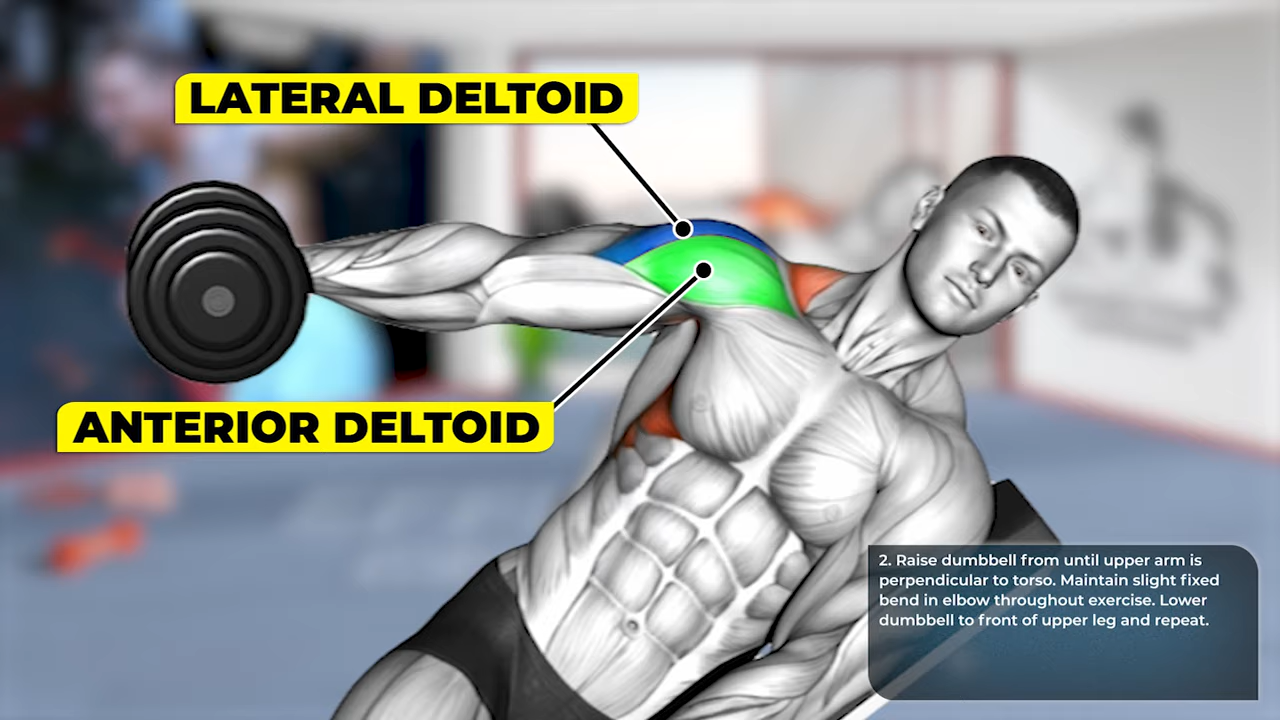 LATERAL DELTOID
ANTERIOR DELTOID
2. Raise dumbbell from until upper arm is
perpendicular to torso. Maintain slight fixed
bend in elbow throughout exercise. Lower
dumbbell to front of upper leg and repeat.